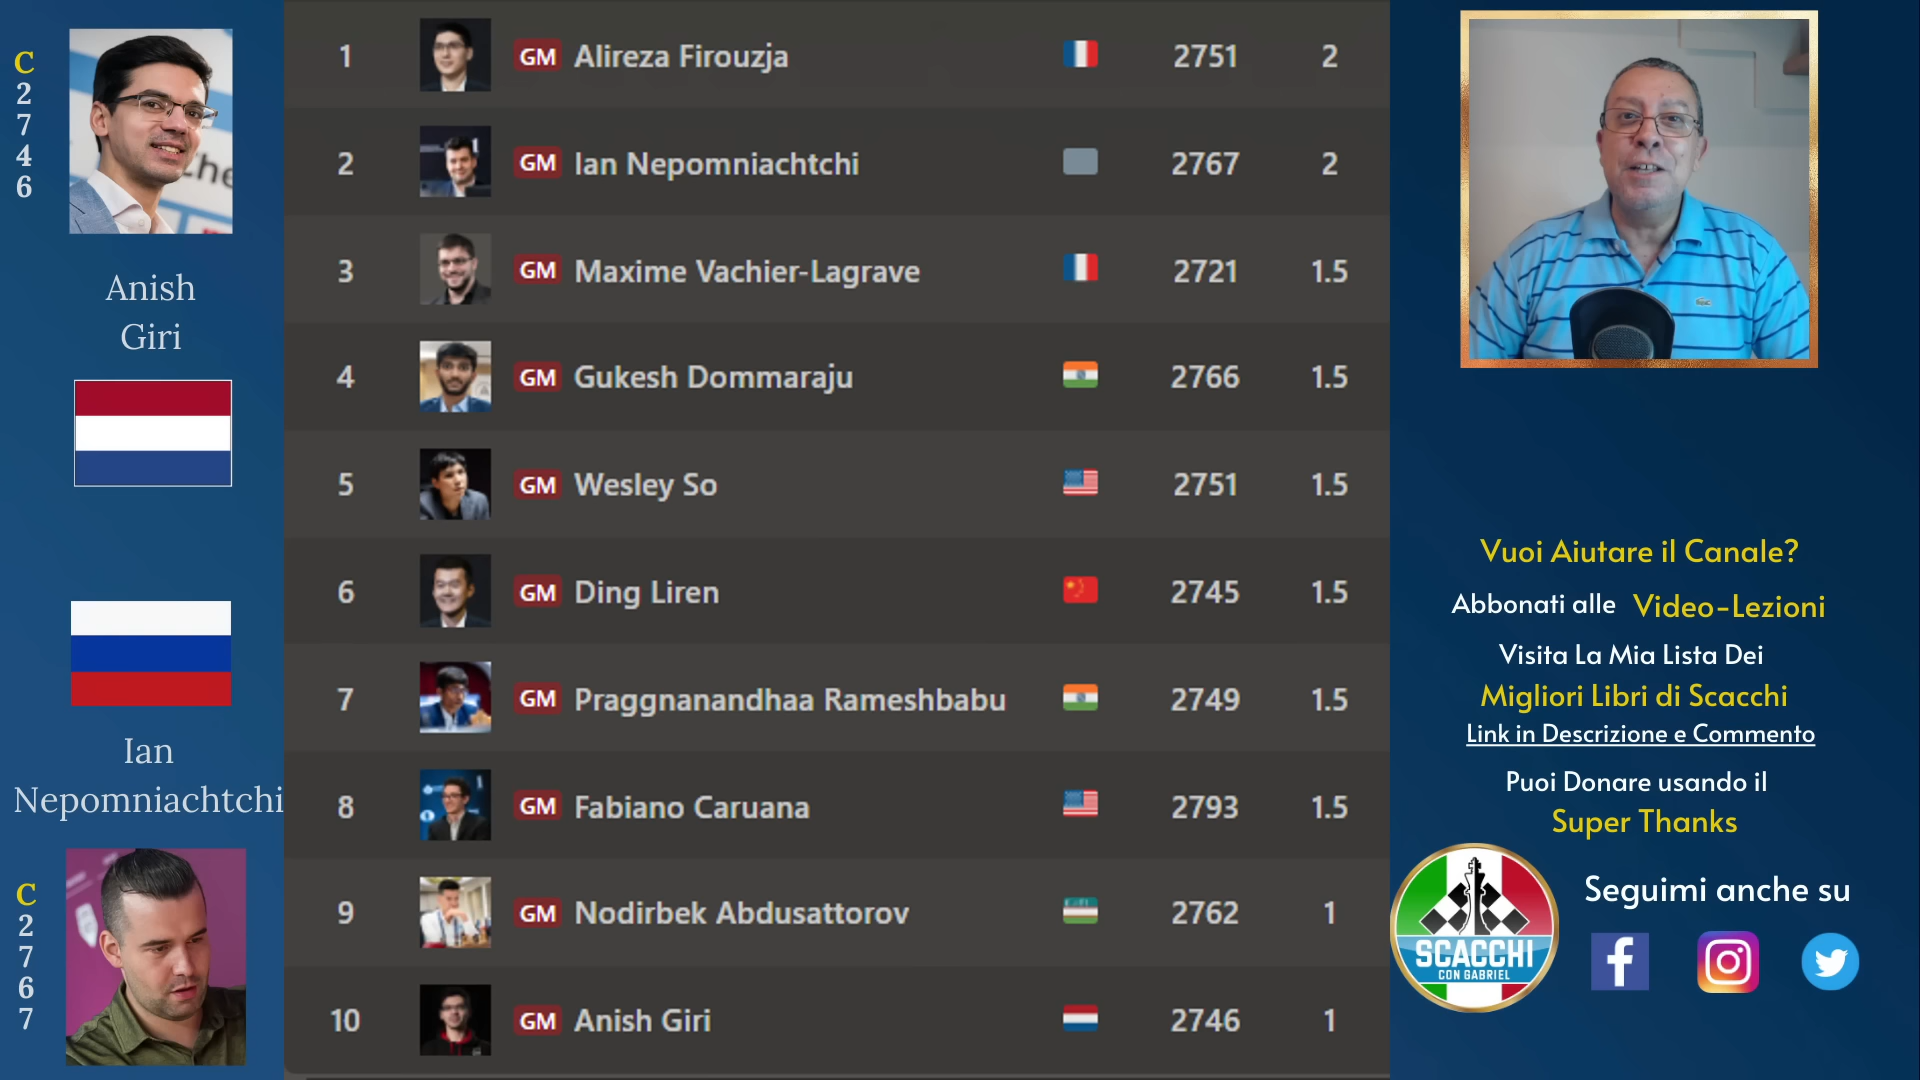 C
2
7
4
6
Anish
Giri
Ian
Nepomniachtchi
C
2
7
6
7
1 GM Alireza Firouzja 2751 2
2 GM Ian Nepomniachtchi 2767 2
3 GM Maxime Vachier-Lagrave 2721 1.5
4 GM Gukesh Dommaraju 2766 1.5
5 GM Wesley So 2751 1.5
6 GM Ding Liren 2745 1.5
7 GM Praggnanandhaa Rameshbabu 2749 1.5
8 GM Fabiano Caruana 2793 1.5
9 GM Nodirbek Abdusattorov 2762 1
10 GM Anish Giri 2746 1
Vuoi Aiutare il Canale?
Abbonati alle Video-Lezioni
Visita La Mia Lista Dei
Migliori Libri di Scacchi
Link in Descrizione e Commento
Puoi Donare usando il
Super Thanks
Seguimi anche su
SCACCHI
CON GABRIEL